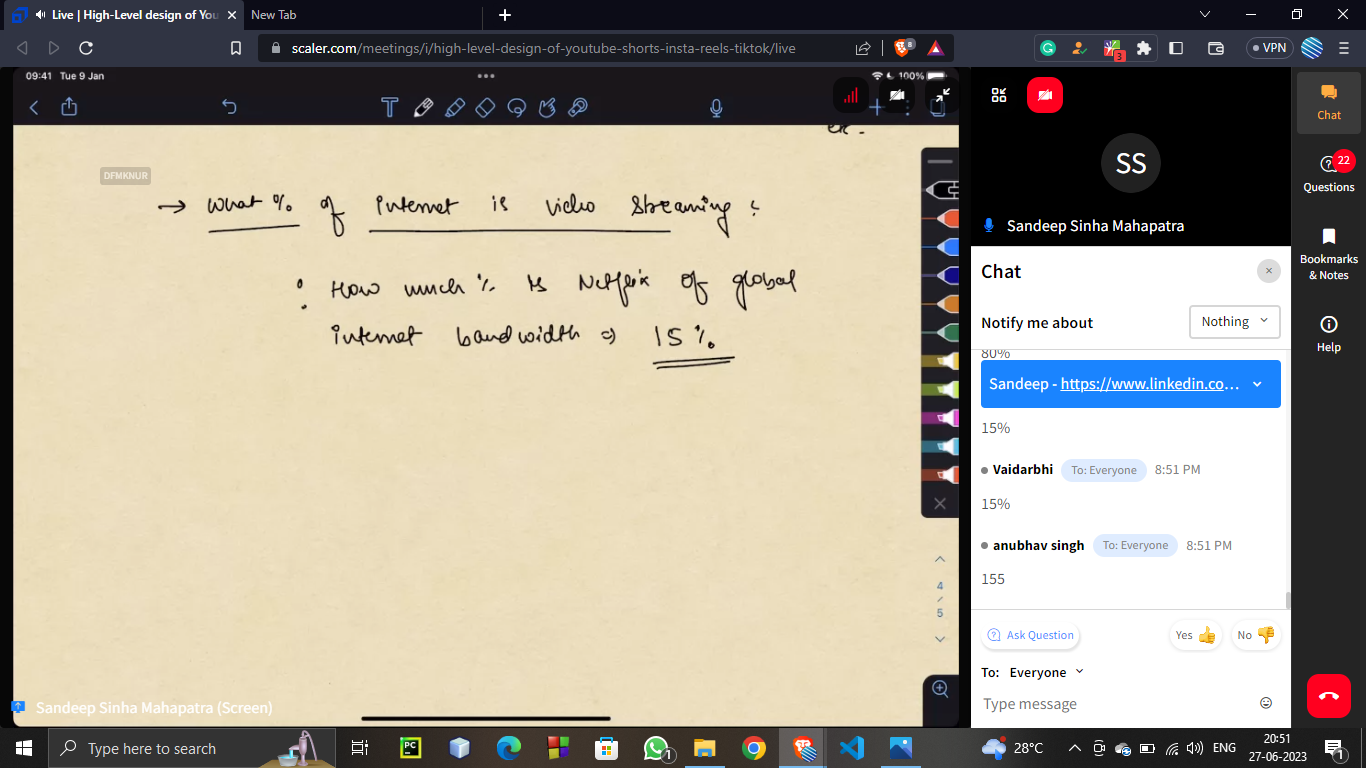 Live | High-Level design of You
New Tab
scaler.com/meetings/i/high-level-design-of-youtube-shorts-insta-reels-tiktok/live
8
3
VPN
09:41 Tue 9 Jan
100%
DFMKNUR
→ What % of internet is video streaming :
: How much % is Netflix of global
internet bandwidth ⇒ 15 %
4
/
5
Sandeep Sinha Mahapatra (Screen)
SS
Sandeep Sinha Mahapatra
Chat
Notify me about
Nothing
80%
Sandeep - https://www.linkedin.co...
15%
Vaidarbhi To: Everyone 8:51 PM
15%
anubhav singh To: Everyone 8:51 PM
155
Ask Question
Yes
No
To: Everyone
Type message
Chat
22
Questions
Bookmarks
& Notes
Help
Type here to search
PC
1
28°C
ENG
20:51
27-06-2023
1